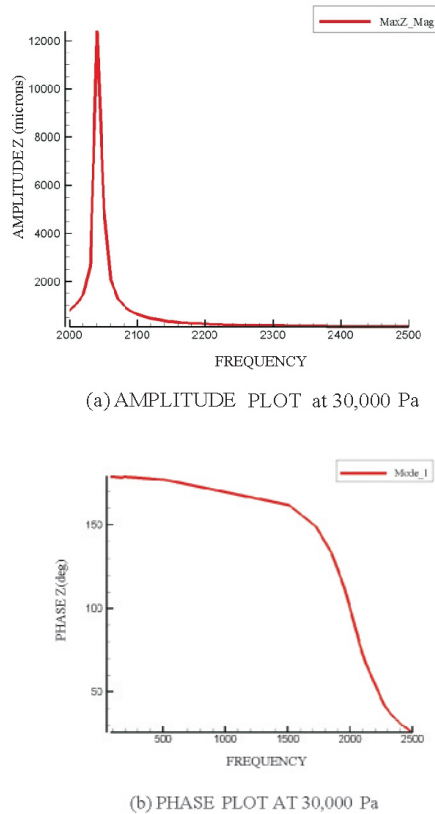 MaxZ_Mag
12000
10000
8000
6000
4000
2000
AMPLITUDE Z (microns)
2000 2100 2200 2300 2400 2500
FREQUENCY
(a) AMPLITUDE PLOT at 30,000 Pa
Mode_1
150
100
50
PHASE Z(deg)
500 1000 1500 2000 2500
FREQUENCY
(b) PHASE PLOT AT 30,000 Pa